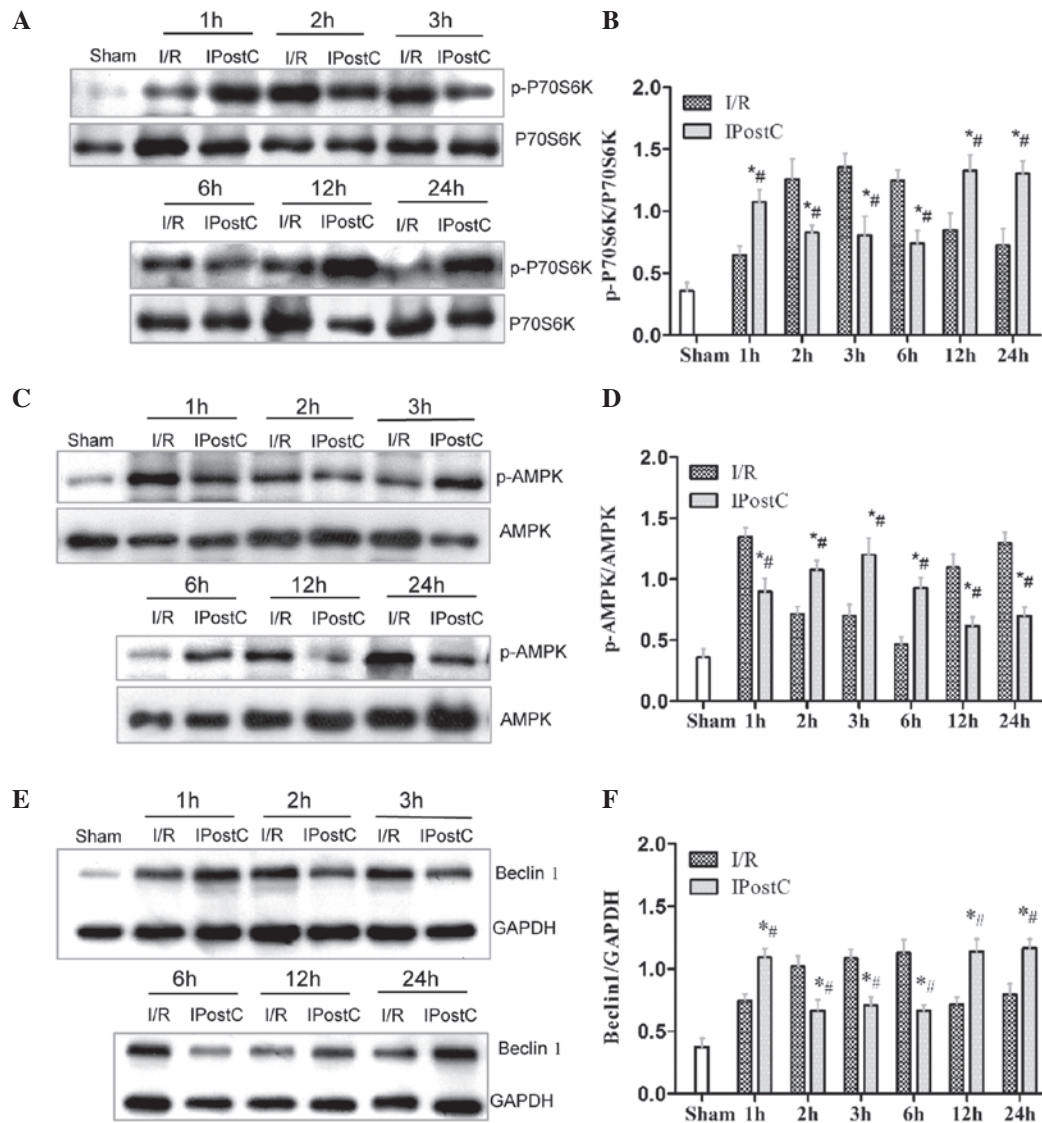 A
1h 2h 3h
Sham I/R IPostC I/R IPostC I/R IPostC
p-P70S6K
P70S6K
6h 12h 24h
I/R IPostC I/R IPostC I/R IPostC
p-P70S6K
P70S6K
B
p-P70S6K/P70S6K
2.0
1.5
1.0
0.5
0.0
I/R
IPostC
*# *# *# *# *# *#
Sham 1h 2h 3h 6h 12h 24h
C
1h 2h 3h
Sham I/R IPostC I/R IPostC I/R IPostC
p-AMPK
AMPK
6h 12h 24h
I/R IPostC I/R IPostC I/R IPostC
p-AMPK
AMPK
D
p-AMPK/AMPK
2.0
1.5
1.0
0.5
0.0
I/R
IPostC
*# *# *# *# *# *#
Sham 1h 2h 3h 6h 12h 24h
E
1h 2h 3h
Sham I/R IPostC I/R IPostC I/R IPostC
Beclin 1
GAPDH
6h 12h 24h
I/R IPostC I/R IPostC I/R IPostC
Beclin 1
GAPDH
F
Beclin1/GAPDH
2.0
1.5
1.0
0.5
0.0
I/R
IPostC
*# *# *# *# *# *#
Sham 1h 2h 3h 6h 12h 24h